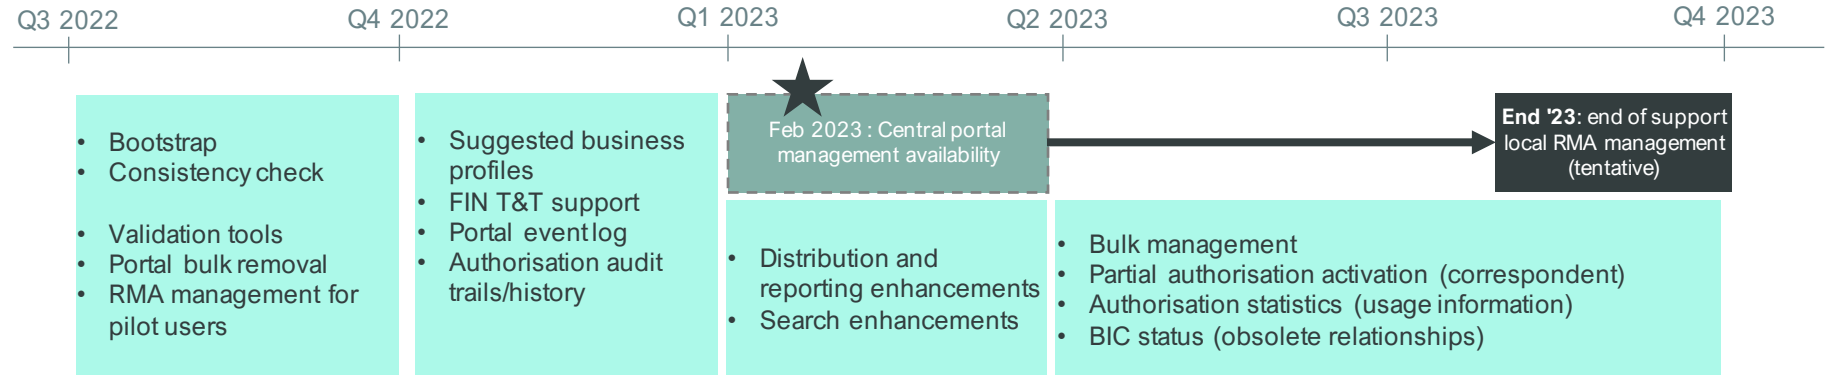 Q3 2022
Q4 2022
Q1 2023
Q2 2023
Q3 2023
Q4 2023
• Bootstrap
• Consistency check
• Validation tools
• Portal bulk removal
• RMA management for
pilot users
• Suggested business
profiles
• FIN T&T support
• Portal event log
• Authorisation audit
trails/history
Feb 2023 : Central portal
management availability
• Distribution and
reporting enhancements
• Search enhancements
End '23: end of support
local RMA management
(tentative)
• Bulk management
• Partial authorisation activation (correspondent)
• Authorisation statistics (usage information)
• BIC status (obsolete relationships)